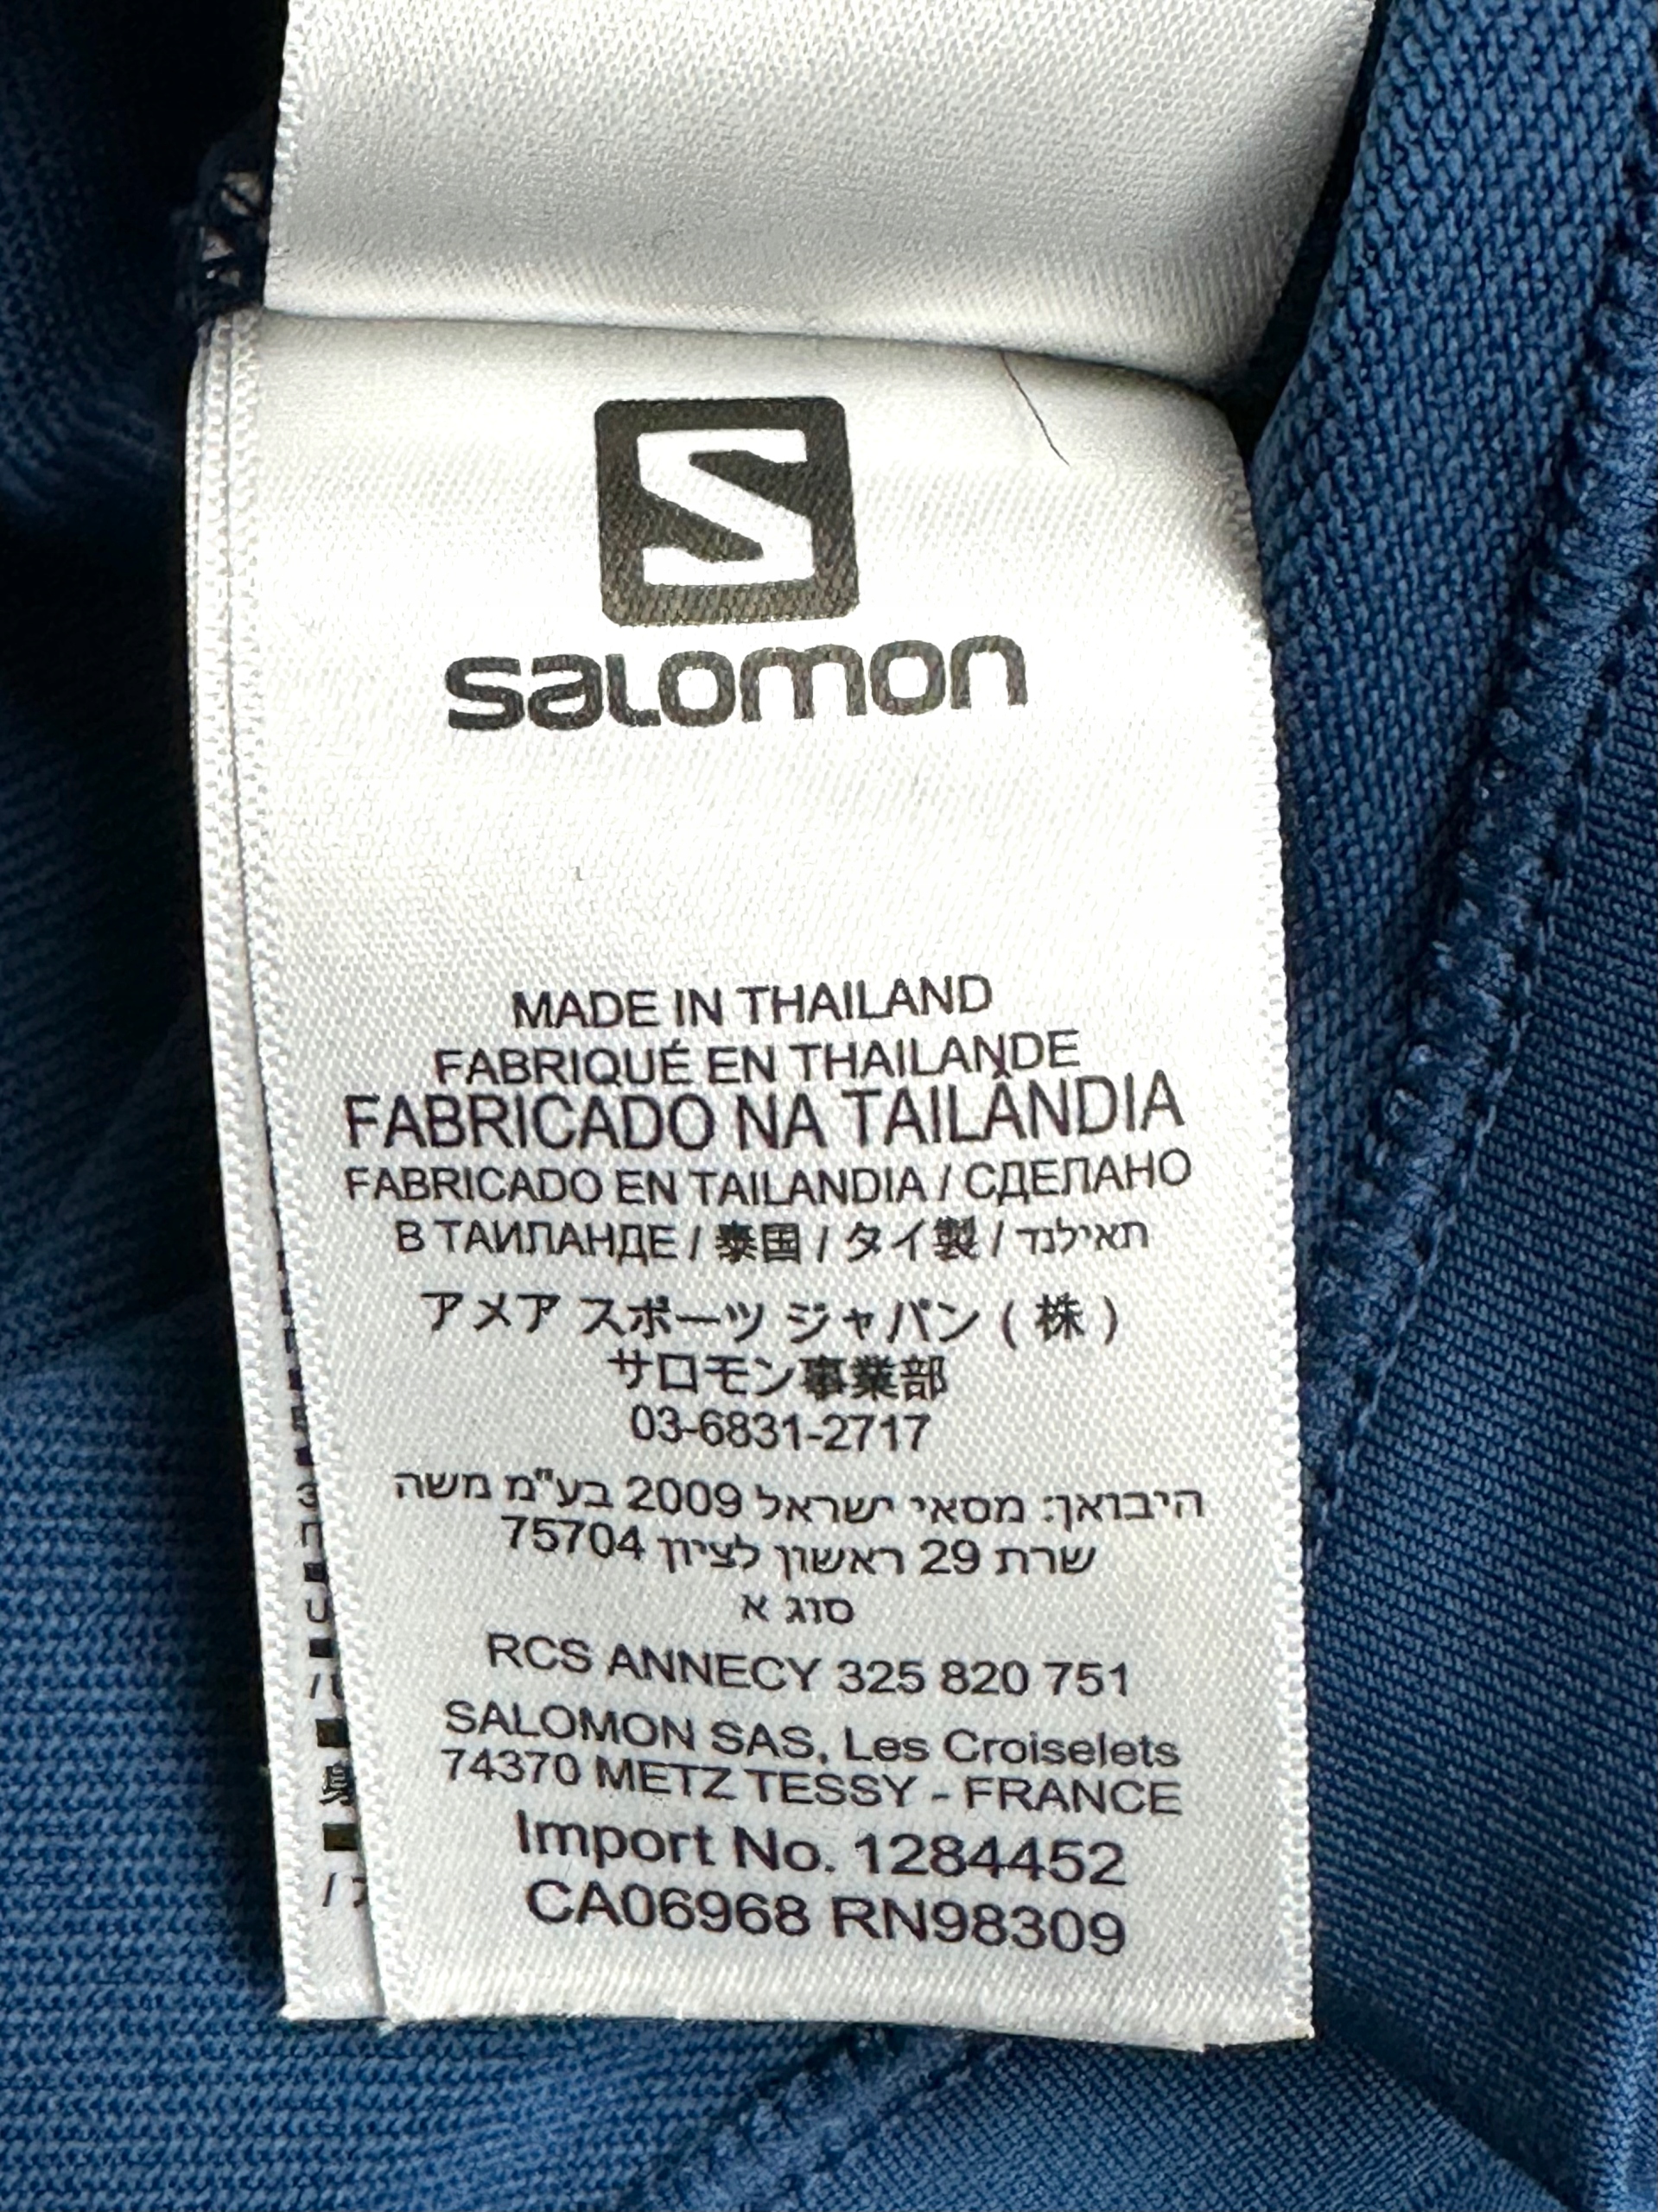 S
salomon
MADE IN THAILAND
FABRIQUÉ EN THAILANDE
FABRICADO NA TAILÂNDIA
FABRICADO EN TAILANDIA / СДЕЛАНО
В ТАИЛАНДЕ / 泰国 / タイ製 / תאילנד
アメア スポーツ ジャパン ( 株 )
サロモン事業部
03-6831-2717
היבואן: מסאי ישראל 2009 בע"מ משה
שרת 29 ראשון לציון 75704
סוג א
RCS ANNECY 325 820 751
SALOMON SAS, Les Croiselets
74370 METZ TESSY - FRANCE
Import No. 1284452
CA06968 RN98309